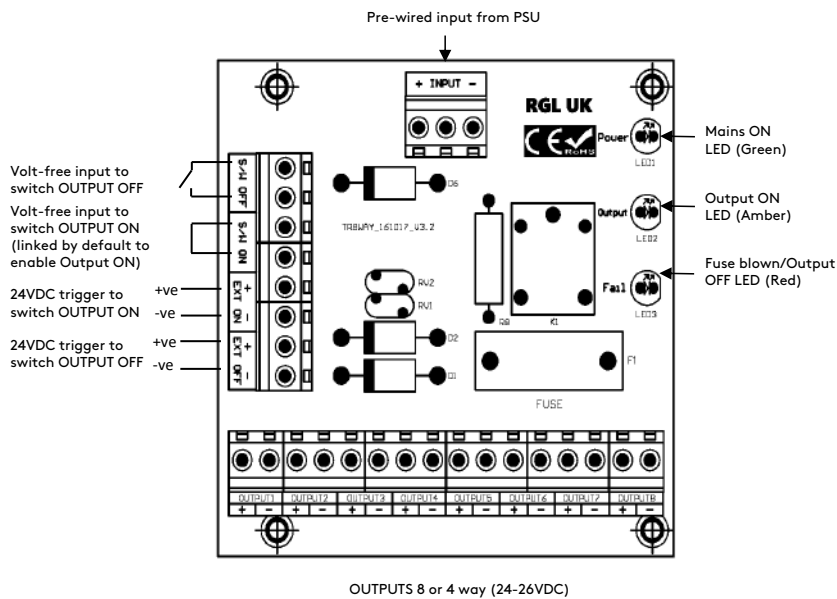 Pre-wired input from PSU
+ INPUT -
RGL UK
CE RoHS
Power
LED1
Mains ON
LED (Green)
Output
LED2
Output ON
LED (Amber)
Fail
LED3
Fuse blown/Output
OFF LED (Red)
Volt-free input to
switch OUTPUT OFF
Volt-free input to
switch OUTPUT ON
(linked by default to
enable Output ON)
24VDC trigger to
switch OUTPUT ON
+ve
-ve
24VDC trigger to
switch OUTPUT OFF
+ve
-ve
S/W OFF
S/W ON
+ -
EXT ON
+ -
EXT OFF
D6
TR8WAY_161017_V3.2
RV2
RV1
D2
D1
R8
K1
F1
FUSE
OUTPUT1 OUTPUT2 OUTPUT3 OUTPUT4 OUTPUT5 OUTPUT6 OUTPUT7 OUTPUT8
+ - + - + - + - + - + - + - + -
OUTPUTS 8 or 4 way (24-26VDC)